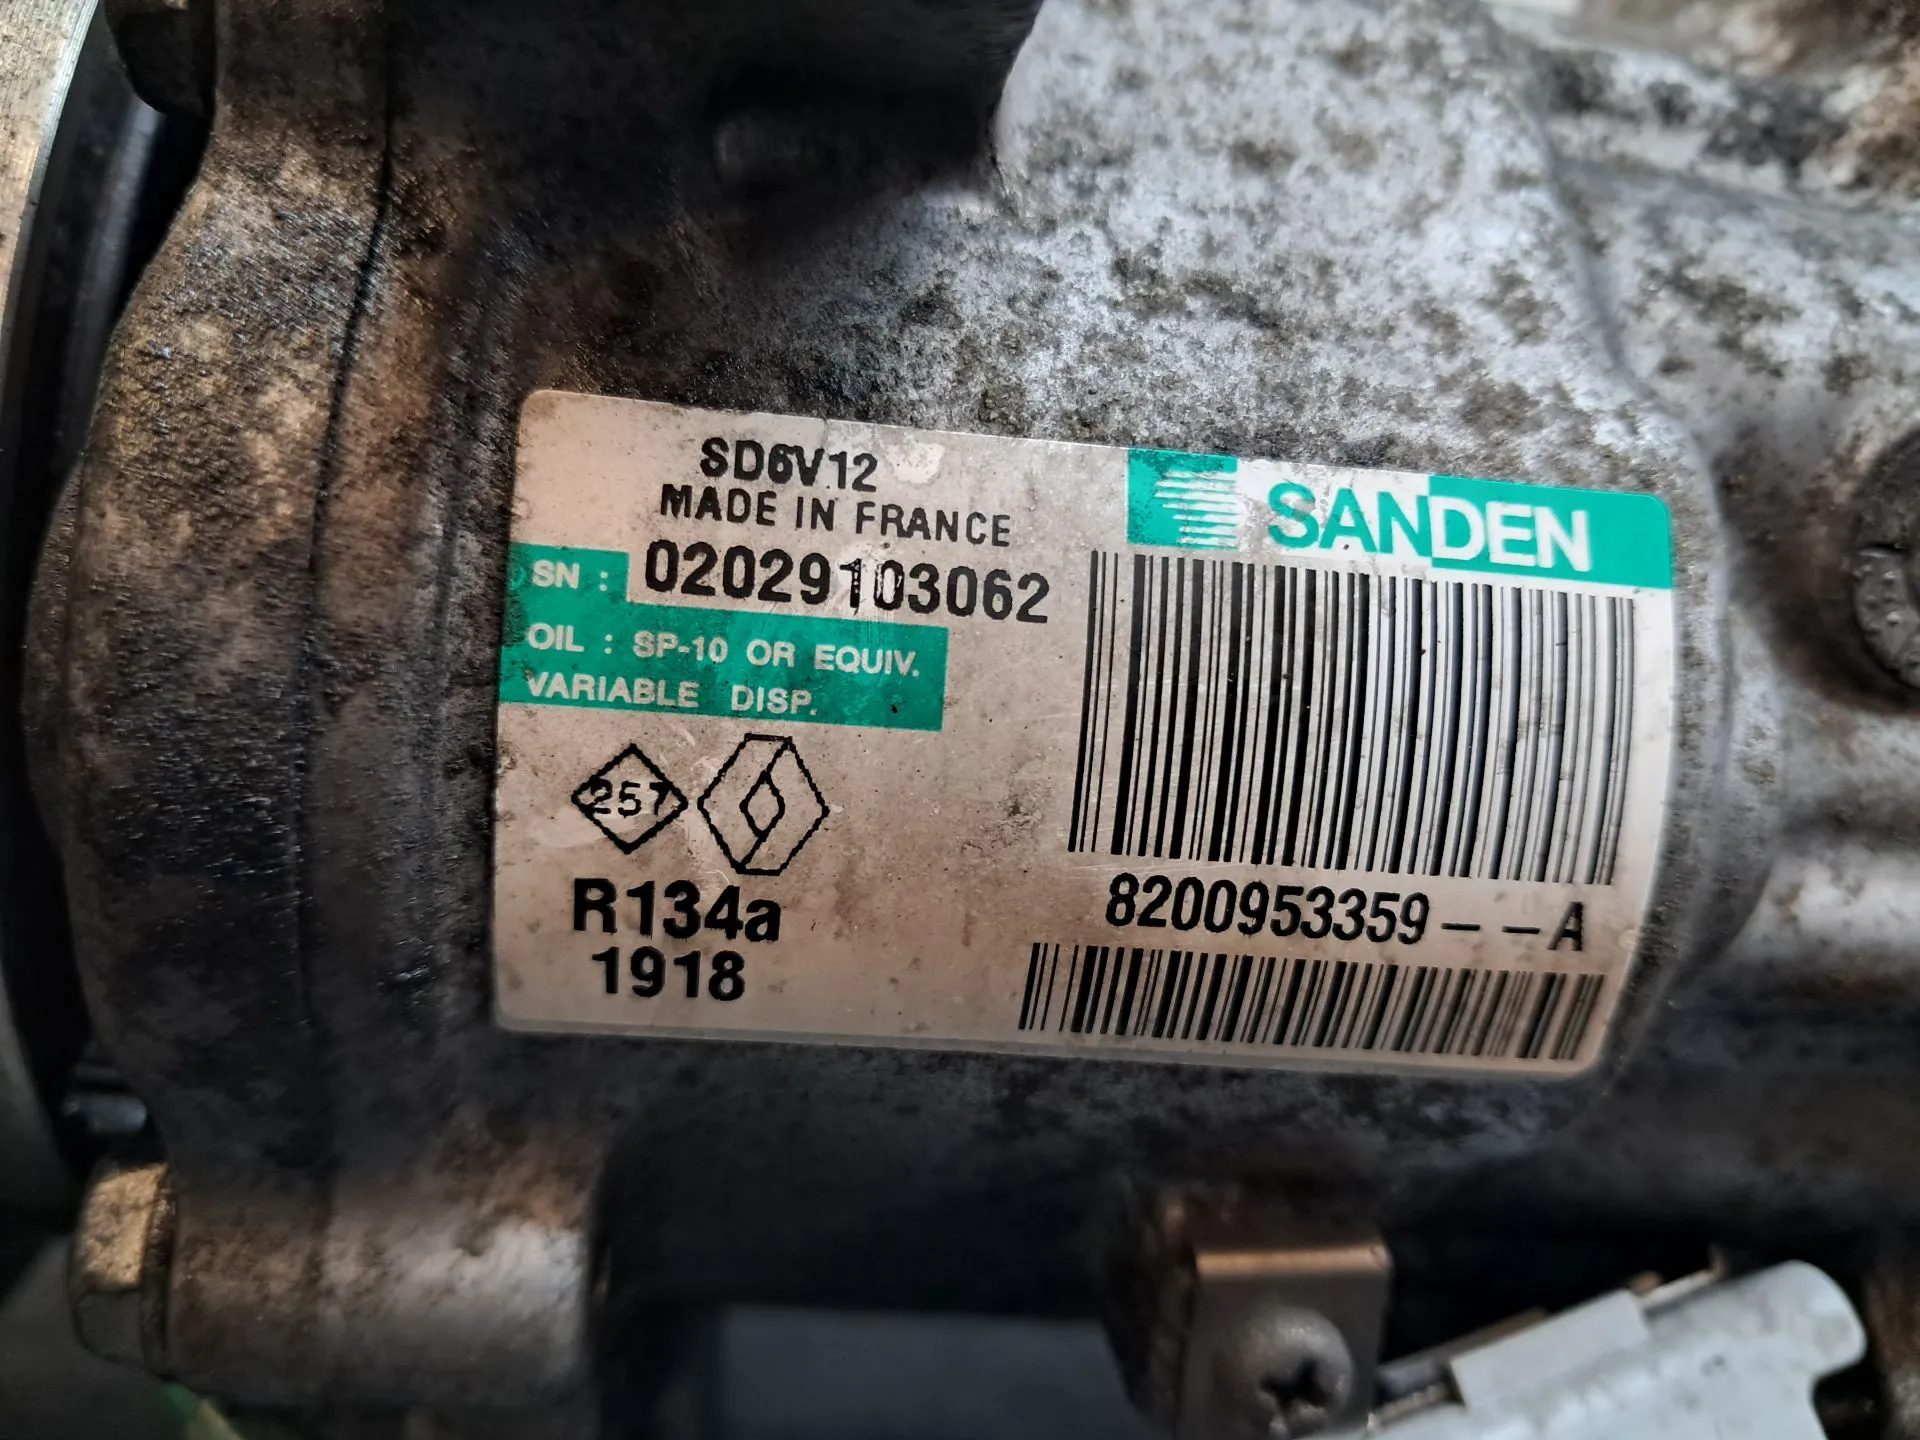 SD6V12
MADE IN FRANCE
SANDEN
SN : 02029103062
OIL : SP-10 OR EQUIV.
VARIABLE DISP.
257
R134a
1918
8200953359--A